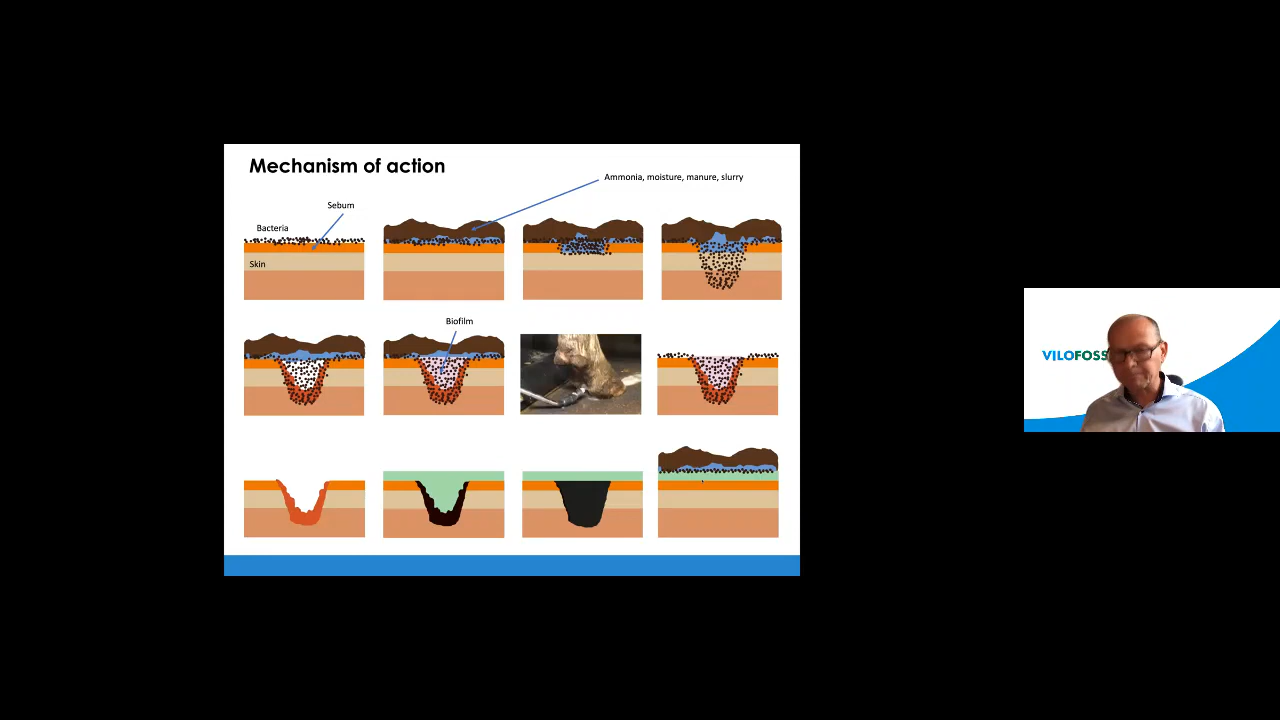 Mechanism of action
Ammonia, moisture, manure, slurry
Sebum
Bacteria
Skin
Biofilm
VILOFOSS